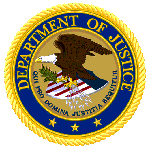 DEPARTMENT OF JUSTICE
QUI PRO DOMINA JUSTITIA SEQUITUR